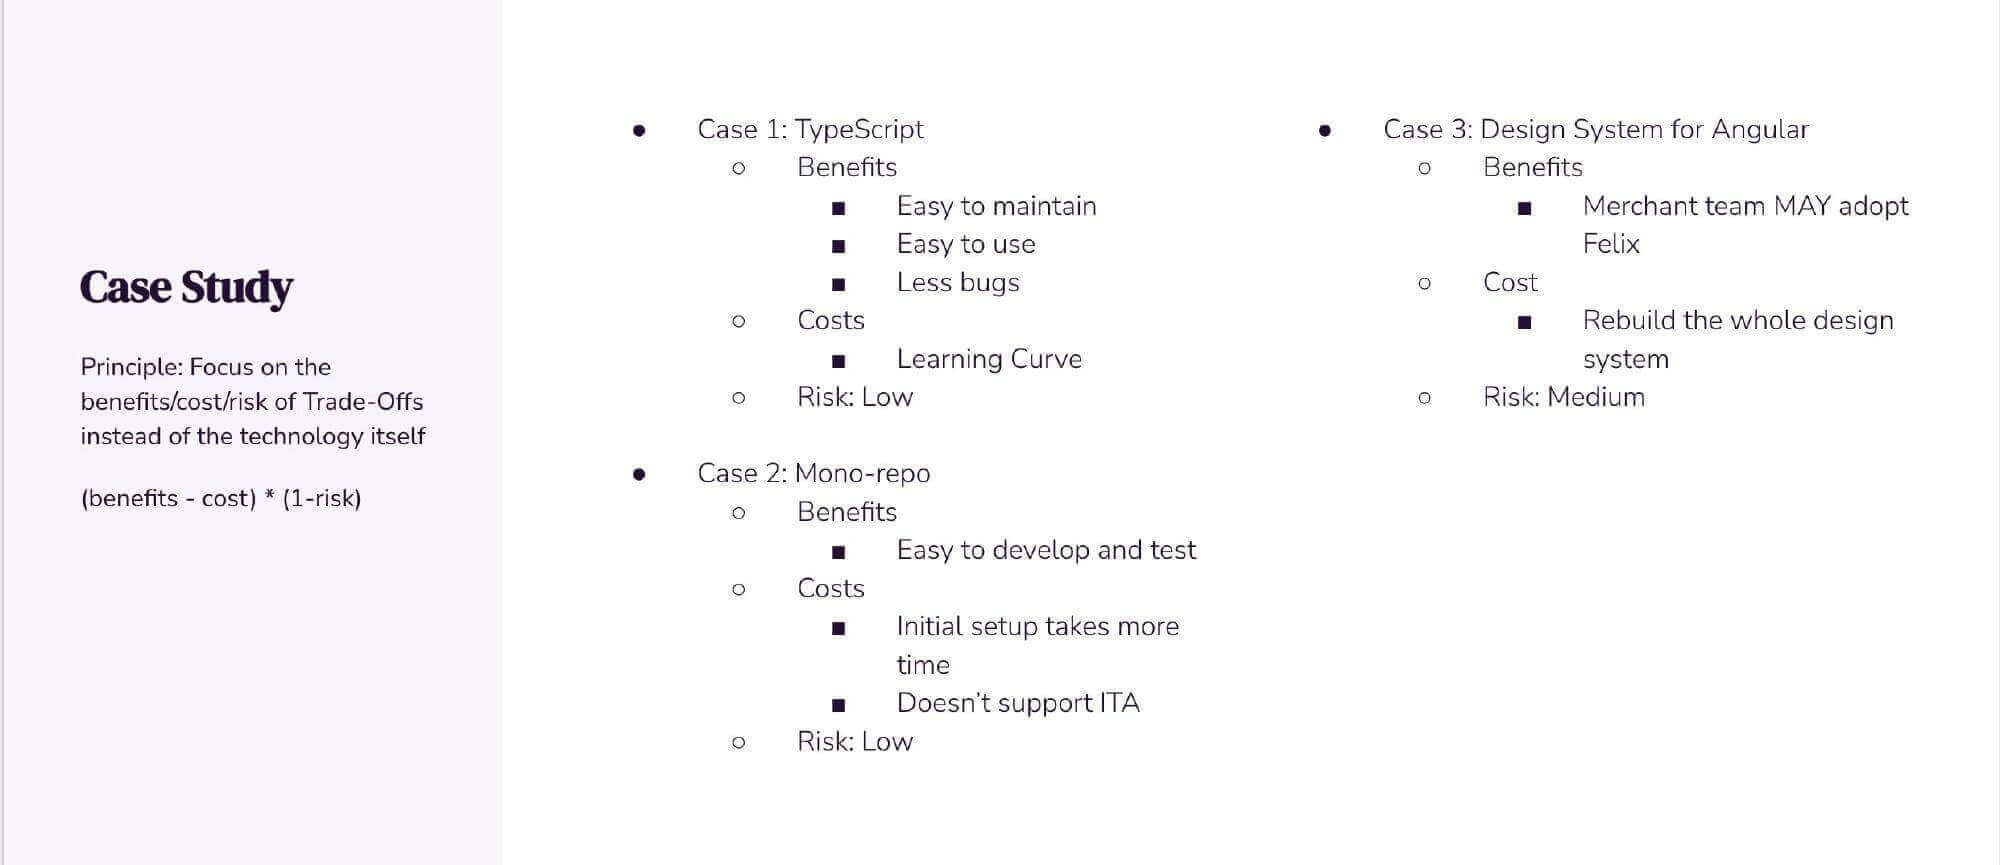 Case Study
Principle: Focus on the
benefits/cost/risk of Trade-Offs
instead of the technology itself
(benefits - cost) * (1-risk)
● Case 1: TypeScript
○ Benefits
■ Easy to maintain
■ Easy to use
■ Less bugs
○ Costs
■ Learning Curve
○ Risk: Low
● Case 2: Mono-repo
○ Benefits
■ Easy to develop and test
○ Costs
■ Initial setup takes more
time
■ Doesn’t support ITA
○ Risk: Low
● Case 3: Design System for Angular
○ Benefits
■ Merchant team MAY adopt
Felix
○ Cost
■ Rebuild the whole design
system
○ Risk: Medium